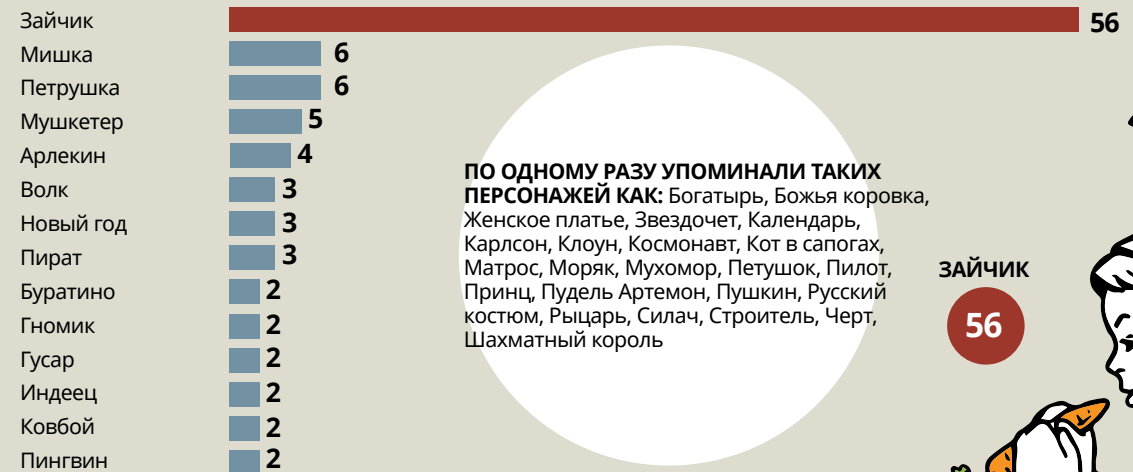 Зайчик 56
Мишка 6
Петрушка 6
Мушкетер 5
Арлекин 4
Волк 3
Новый год 3
Пират 3
Буратино 2
Гномик 2
Гусар 2
Индеец 2
Ковбой 2
Пингвин 2
ПО ОДНОМУ РАЗУ УПОМИНАЛИ ТАКИХ
ПЕРСОНАЖЕЙ КАК: Богатырь, Божья коровка,
Женское платье, Звездочет, Календарь,
Карлсон, Клоун, Космонавт, Кот в сапогах,
Матрос, Моряк, Мухомор, Петушок, Пилот,
Принц, Пудель Артемон, Пушкин, Русский
костюм, Рыцарь, Силач, Строитель, Черт,
Шахматный король
ЗАЙЧИК
56